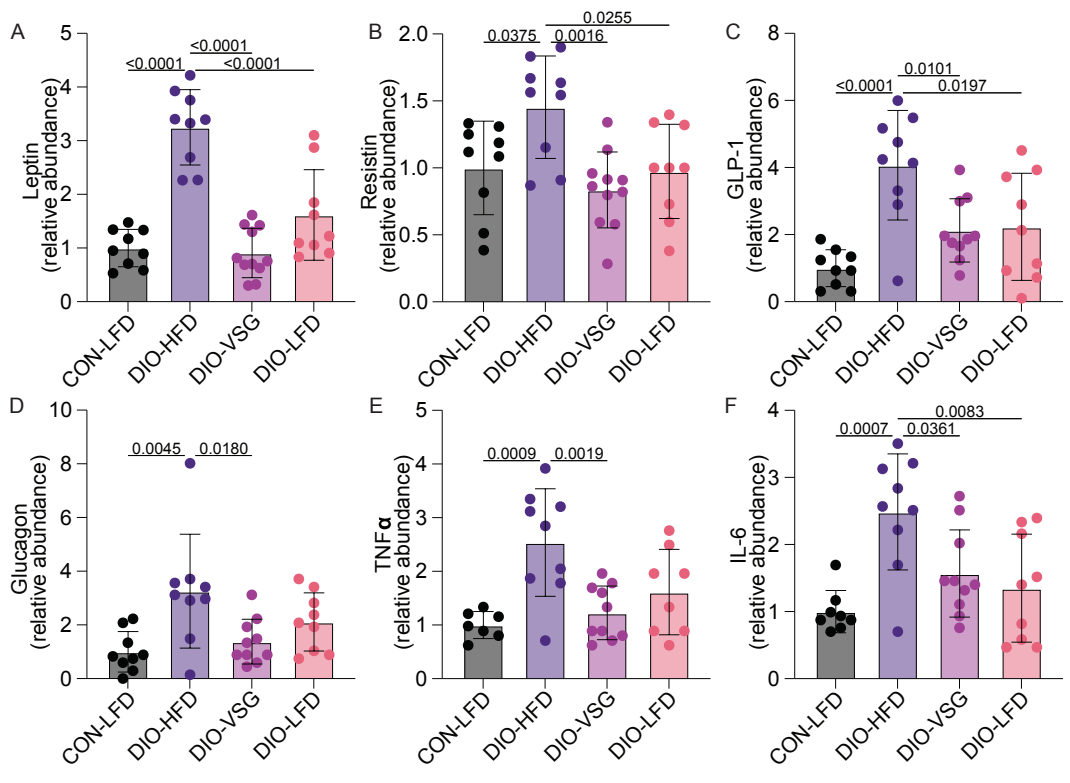 A
Leptin
(relative abundance)
5
4
3
2
1
0
<0.0001
<0.0001
<0.0001
CON-LFD
DIO-HFD
DIO-VSG
DIO-LFD
B
Resistin
(relative abundance)
2.0
1.5
1.0
0.5
0.0
0.0255
0.0375
0.0016
CON-LFD
DIO-HFD
DIO-VSG
DIO-LFD
C
GLP-1
(relative abundance)
8
6
4
2
0
0.0101
<0.0001
0.0197
CON-LFD
DIO-HFD
DIO-VSG
DIO-LFD
D
Glucagon
(relative abundance)
10
8
6
4
2
0
0.0045
0.0180
CON-LFD
DIO-HFD
DIO-VSG
DIO-LFD
E
TNFα
(relative abundance)
5
4
3
2
1
0
0.0009
0.0019
CON-LFD
DIO-HFD
DIO-VSG
DIO-LFD
F
IL-6
(relative abundance)
4
3
2
1
0
0.0083
0.0007
0.0361
CON-LFD
DIO-HFD
DIO-VSG
DIO-LFD